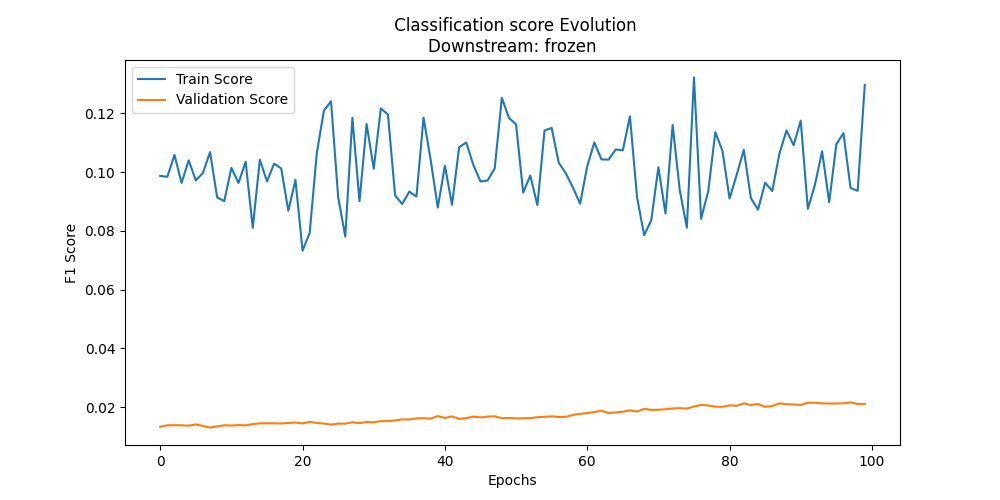 Classification score Evolution
Downstream: frozen
Train Score
Validation Score
F1 Score
0.12
0.10
0.08
0.06
0.04
0.02
0
20
40
60
80
100
Epochs